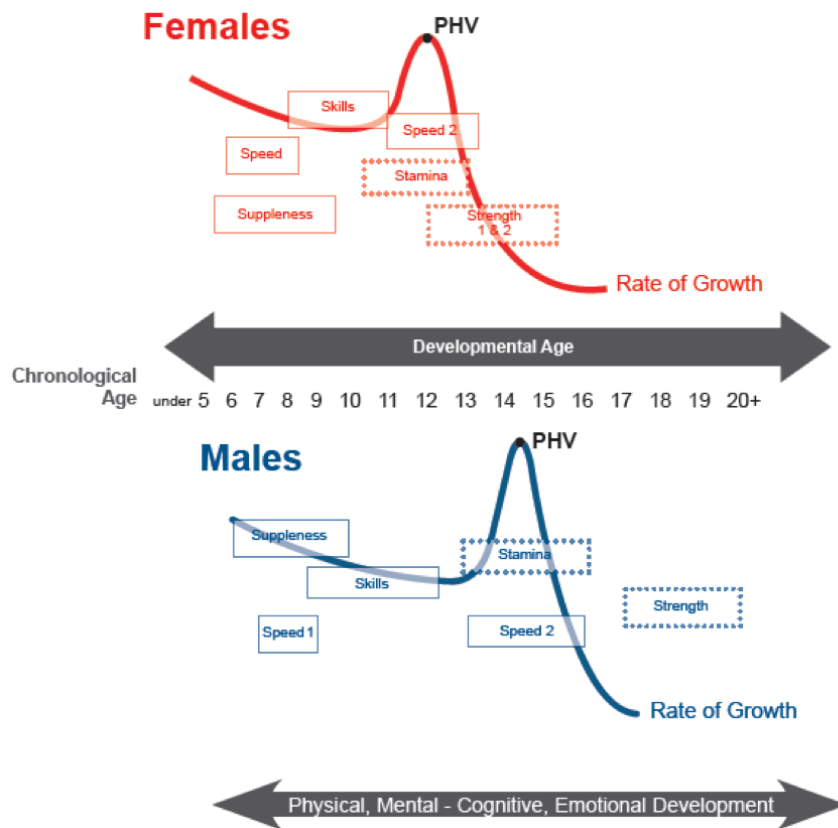 Females
PHV
Skills
Speed 2
Speed
Stamina
Suppleness
Strength
1 & 2
Rate of Growth
Developmental Age
Chronological
Age
under 5 6 7 8 9 10 11 12 13 14 15 16 17 18 19 20+
Males
PHV
Suppleness
Stamina
Skills
Strength
Speed 1
Speed 2
Rate of Growth
Physical, Mental - Cognitive, Emotional Development